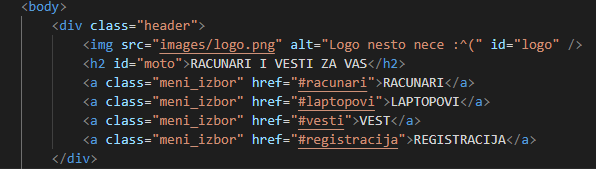 <body>
<div class="header">
<img src="images/logo.png" alt="Logo nesto nece :^(" id="logo" />
<h2 id="moto">RACUNARI I VESTI ZA VAS</h2>
<a class="meni_izbor" href="#racunari">RACUNARI</a>
<a class="meni_izbor" href="#laptopovi">LAPTOPOVI</a>
<a class="meni_izbor" href="#vesti">VEST</a>
<a class="meni_izbor" href="#registracija">REGISTRACIJA</a>
</div>